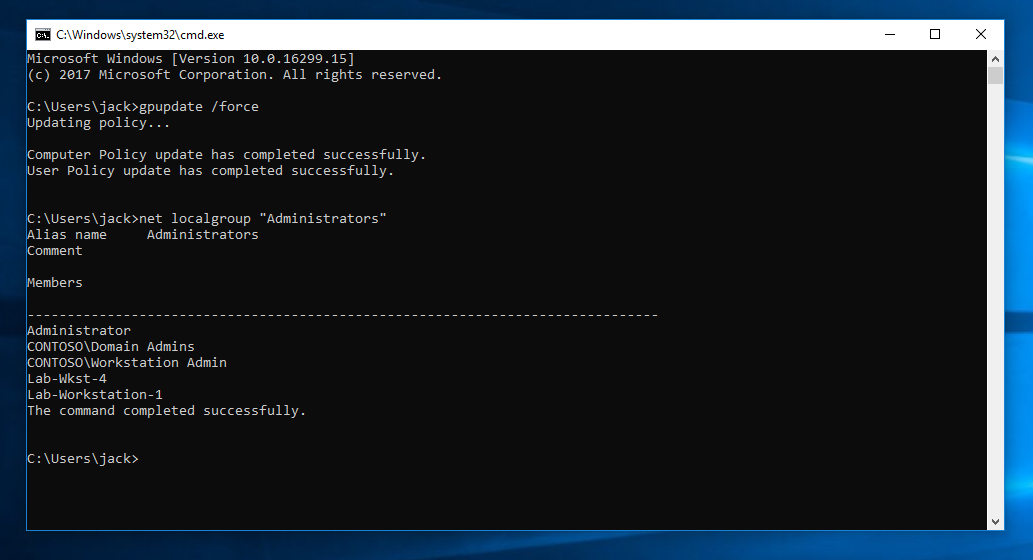 C:\Windows\system32\cmd.exe
Microsoft Windows [Version 10.0.16299.15]
(c) 2017 Microsoft Corporation. All rights reserved.
C:\Users\jack>gpupdate /force
Updating policy...
Computer Policy update has completed successfully.
User Policy update has completed successfully.
C:\Users\jack>net localgroup "Administrators"
Alias name     Administrators
Comment
Members
-------------------------------------------------------------------------------
Administrator
CONTOSO\Domain Admins
CONTOSO\Workstation Admin
Lab-Wkst-4
Lab-Workstation-1
The command completed successfully.
C:\Users\jack>